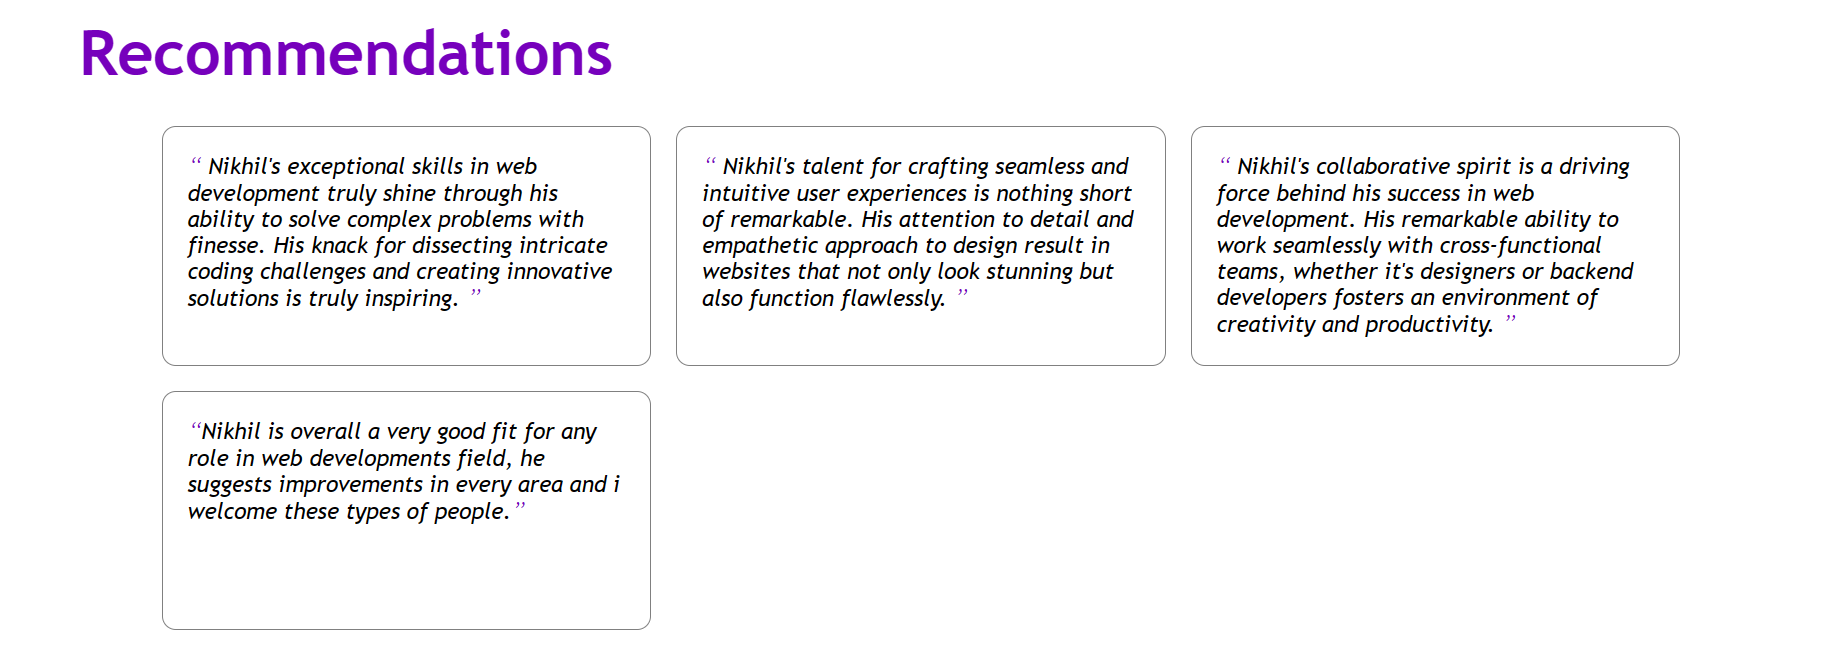 Recommendations
“ Nikhil's exceptional skills in web
development truly shine through his
ability to solve complex problems with
finesse. His knack for dissecting intricate
coding challenges and creating innovative
solutions is truly inspiring. ”
“ Nikhil's talent for crafting seamless and
intuitive user experiences is nothing short
of remarkable. His attention to detail and
empathetic approach to design result in
websites that not only look stunning but
also function flawlessly. ”
“ Nikhil's collaborative spirit is a driving
force behind his success in web
development. His remarkable ability to
work seamlessly with cross-functional
teams, whether it's designers or backend
developers fosters an environment of
creativity and productivity. ”
“Nikhil is overall a very good fit for any
role in web developments field, he
suggests improvements in every area and i
welcome these types of people.”